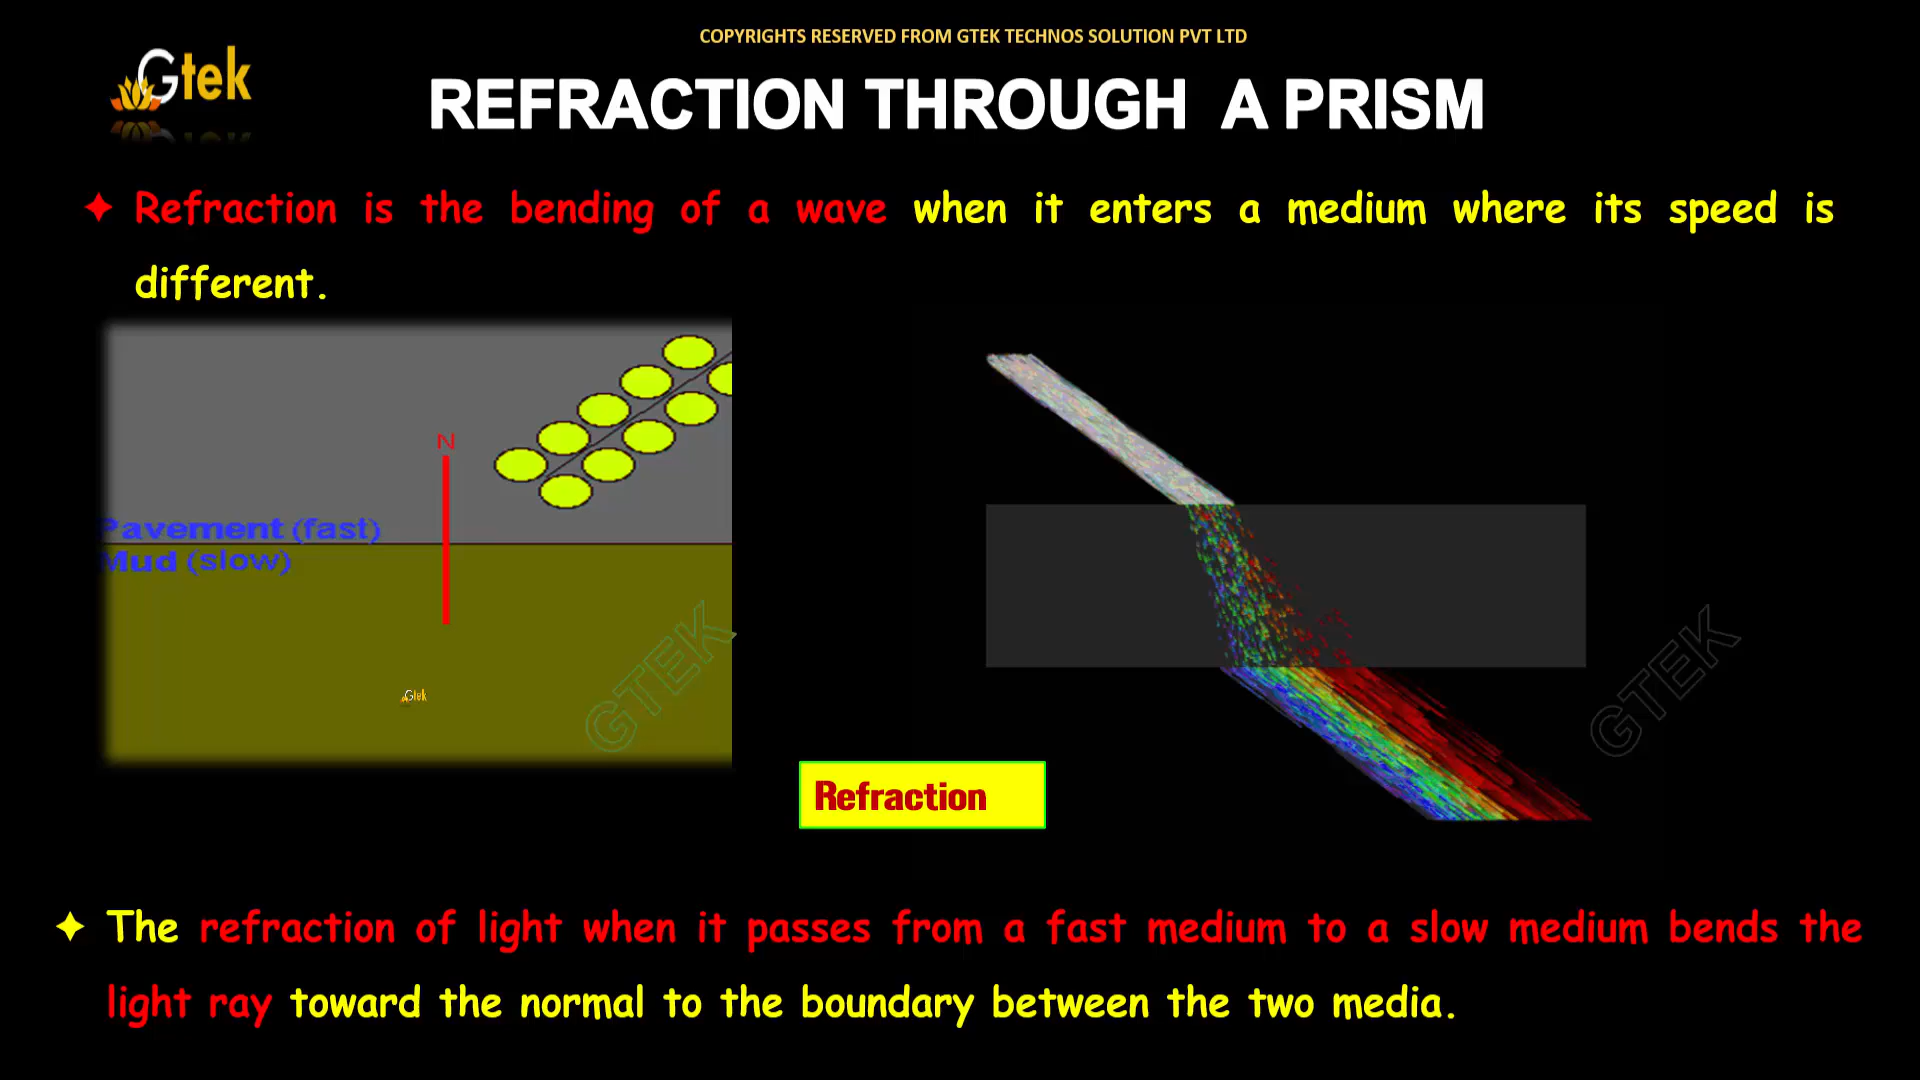 COPYRIGHTS RESERVED FROM GTEK TECHNOS SOLUTION PVT LTD
Gtek
REFRACTION THROUGH A PRISM
Refraction is the bending of a wave when it enters a medium where its speed is
different.
N
Pavement (fast)
Mud (slow)
Gtek
GTEK
GTEK
Refraction
The refraction of light when it passes from a fast medium to a slow medium bends the
light ray toward the normal to the boundary between the two media.